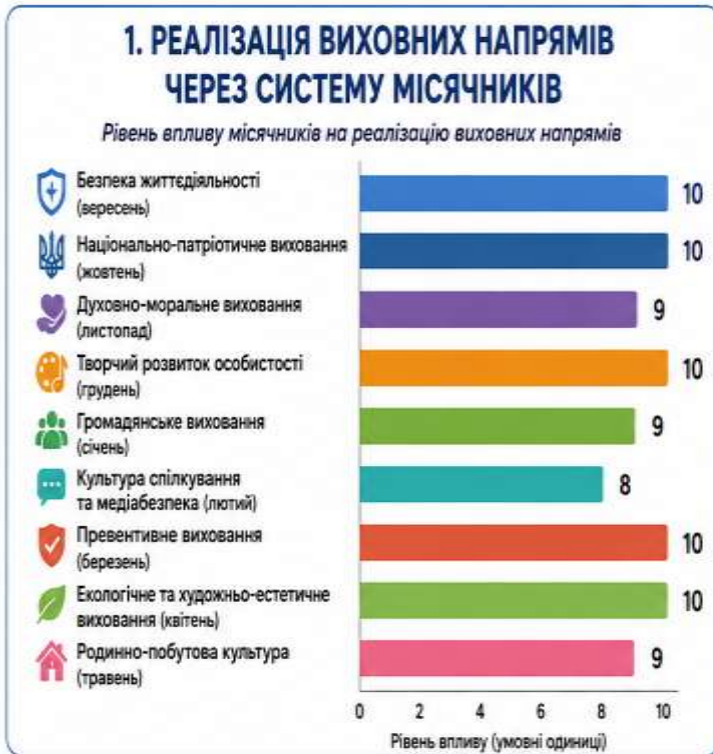 1. РЕАЛІЗАЦІЯ ВИХОВНИХ НАПРЯМІВ
ЧЕРЕЗ СИСТЕМУ МІСЯЧНИКІВ
Рівень впливу місячників на реалізацію виховних напрямів
Безпека життєдіяльності
(вересень)
10
Національно-патріотичне виховання
(жовтень)
10
Духовно-моральне виховання
(листопад)
9
Творчий розвиток особистості
(грудень)
10
Громадянське виховання
(січень)
9
Культура спілкування
та медіабезпека (лютий)
8
Превентивне виховання
(березень)
10
Екологічне та художньо-естетичне
виховання (квітень)
10
Родинно-побутова культура
(травень)
9
0 2 4 6 8 10
Рівень впливу (умовні одиниці)